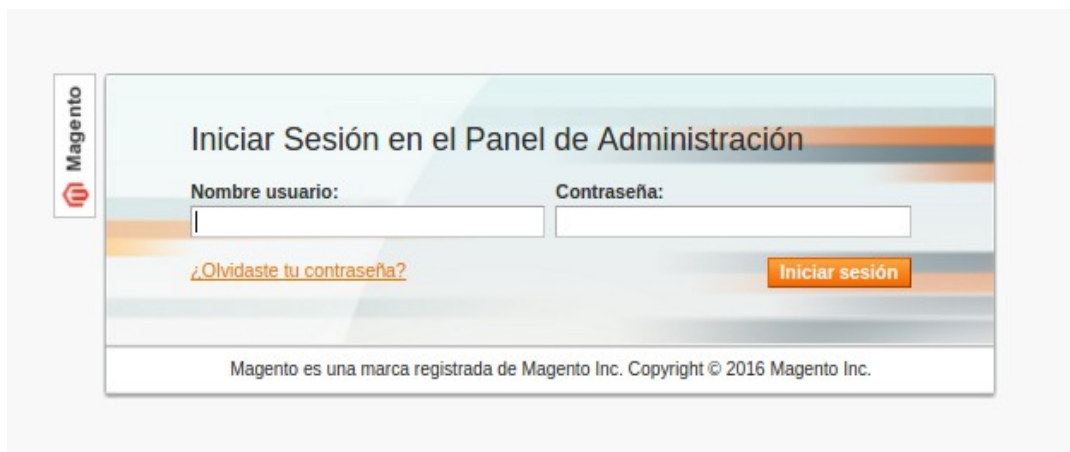 Magento
Iniciar Sesión en el Panel de Administración
Nombre usuario: Contraseña:
¿Olvidaste tu contraseña? Iniciar sesión
Magento es una marca registrada de Magento Inc. Copyright © 2016 Magento Inc.